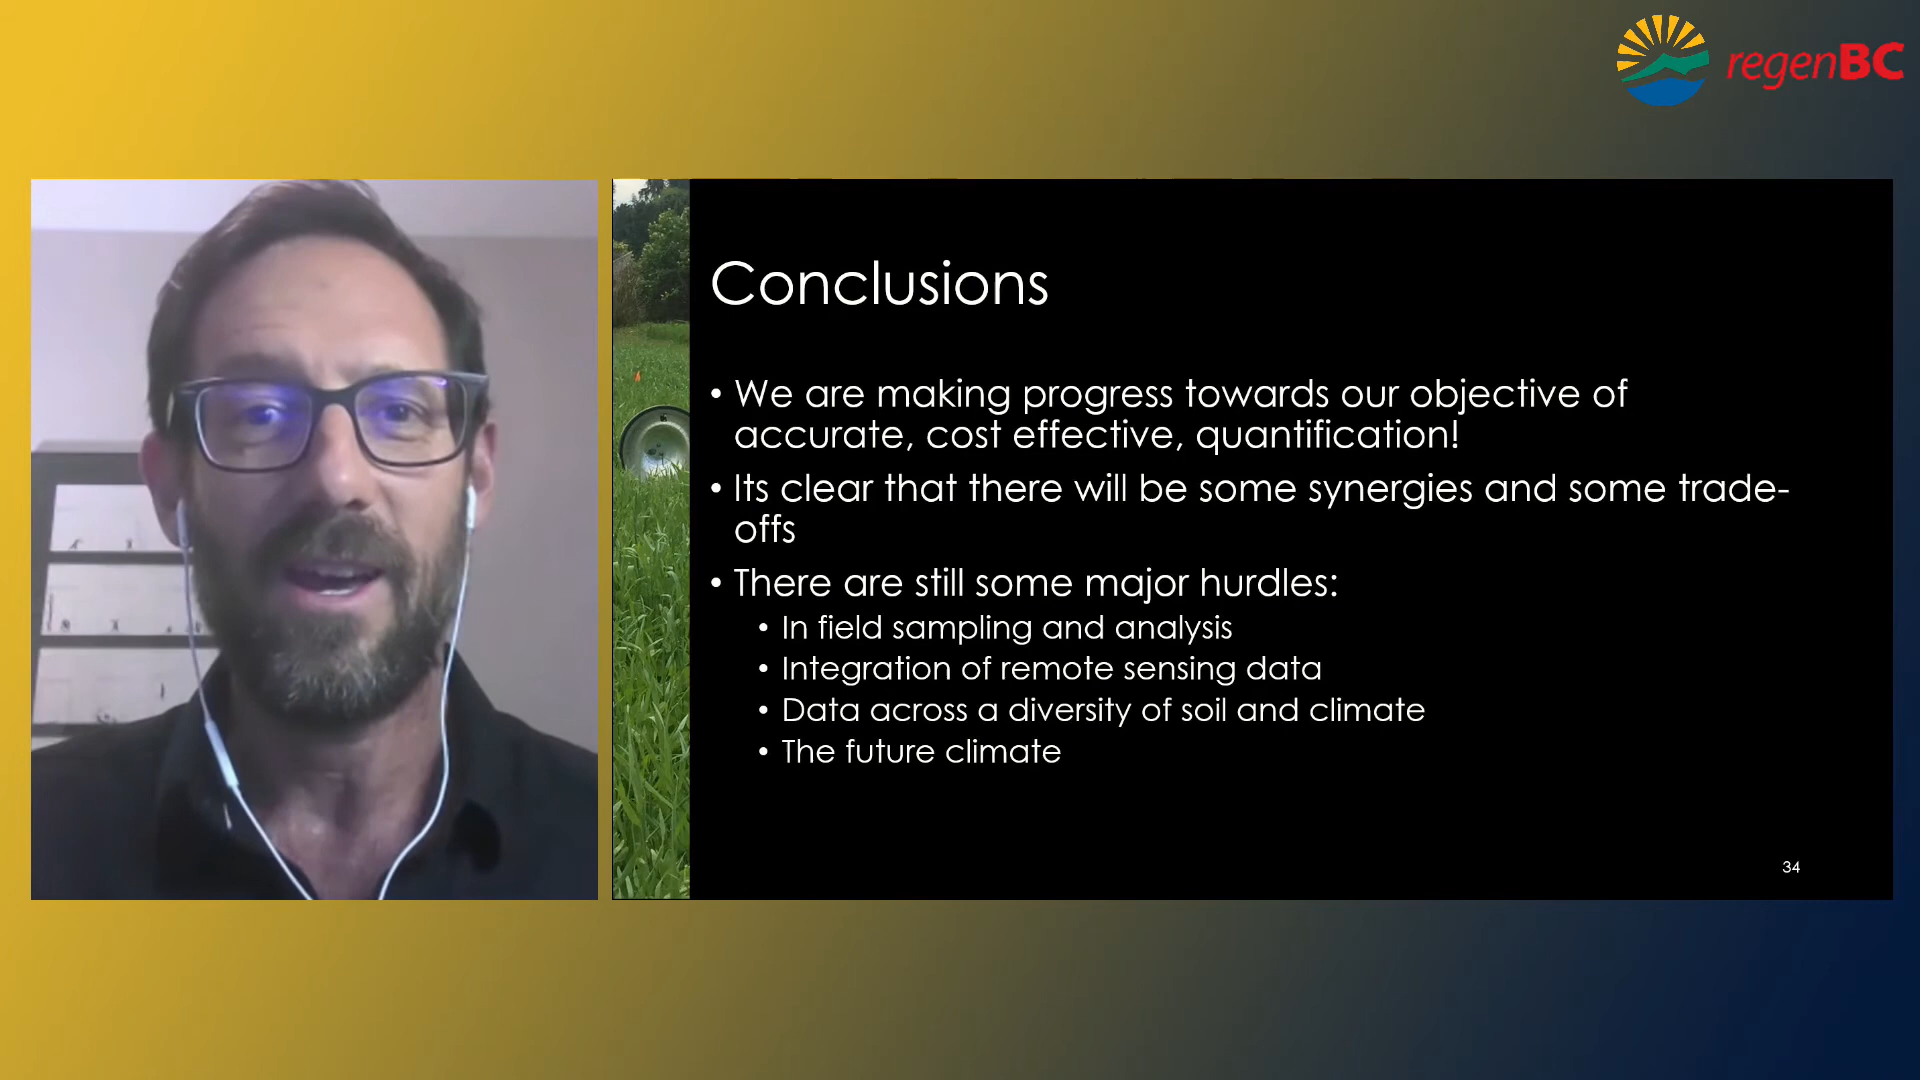 regenBC
Conclusions
• We are making progress towards our objective of
accurate, cost effective, quantification!
• Its clear that there will be some synergies and some trade-
offs
• There are still some major hurdles:
• In field sampling and analysis
• Integration of remote sensing data
• Data across a diversity of soil and climate
• The future climate
34